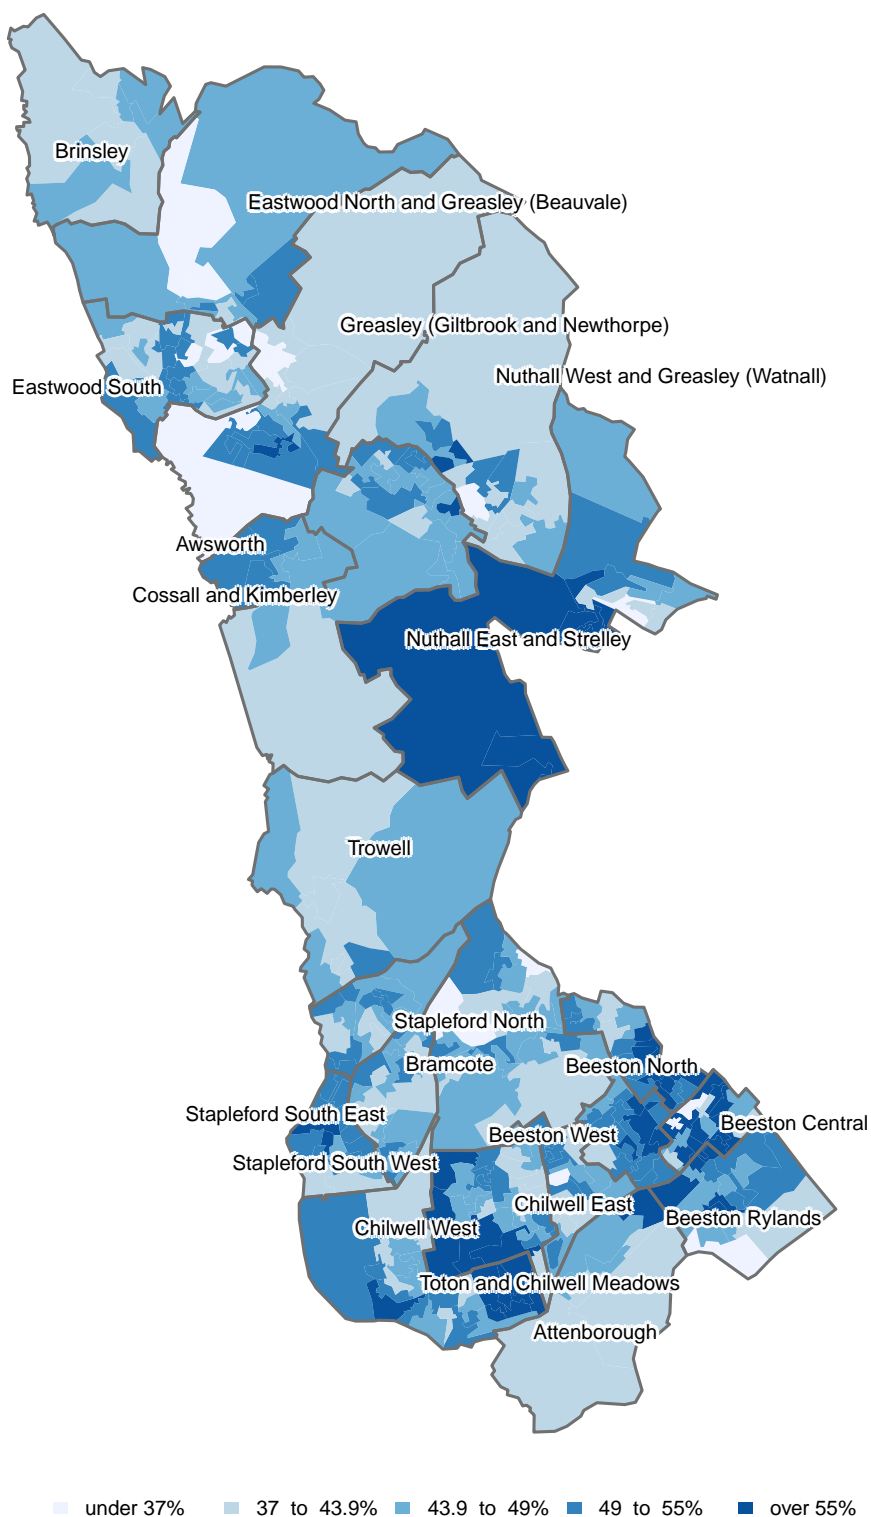 Brinsley
Eastwood North and Greasley (Beauvale)
Greasley (Giltbrook and Newthorpe)
Nuthall West and Greasley (Watnall)
Eastwood South
Awsworth
Cossall and Kimberley
Nuthall East and Strelley
Trowell
Stapleford North
Bramcote
Beeston North
Stapleford South East
Beeston Central
Beeston West
Stapleford South West
Chilwell East
Beeston Rylands
Chilwell West
Toton and Chilwell Meadows
Attenborough
under 37% 37 to 43.9% 43.9 to 49% 49 to 55% over 55%